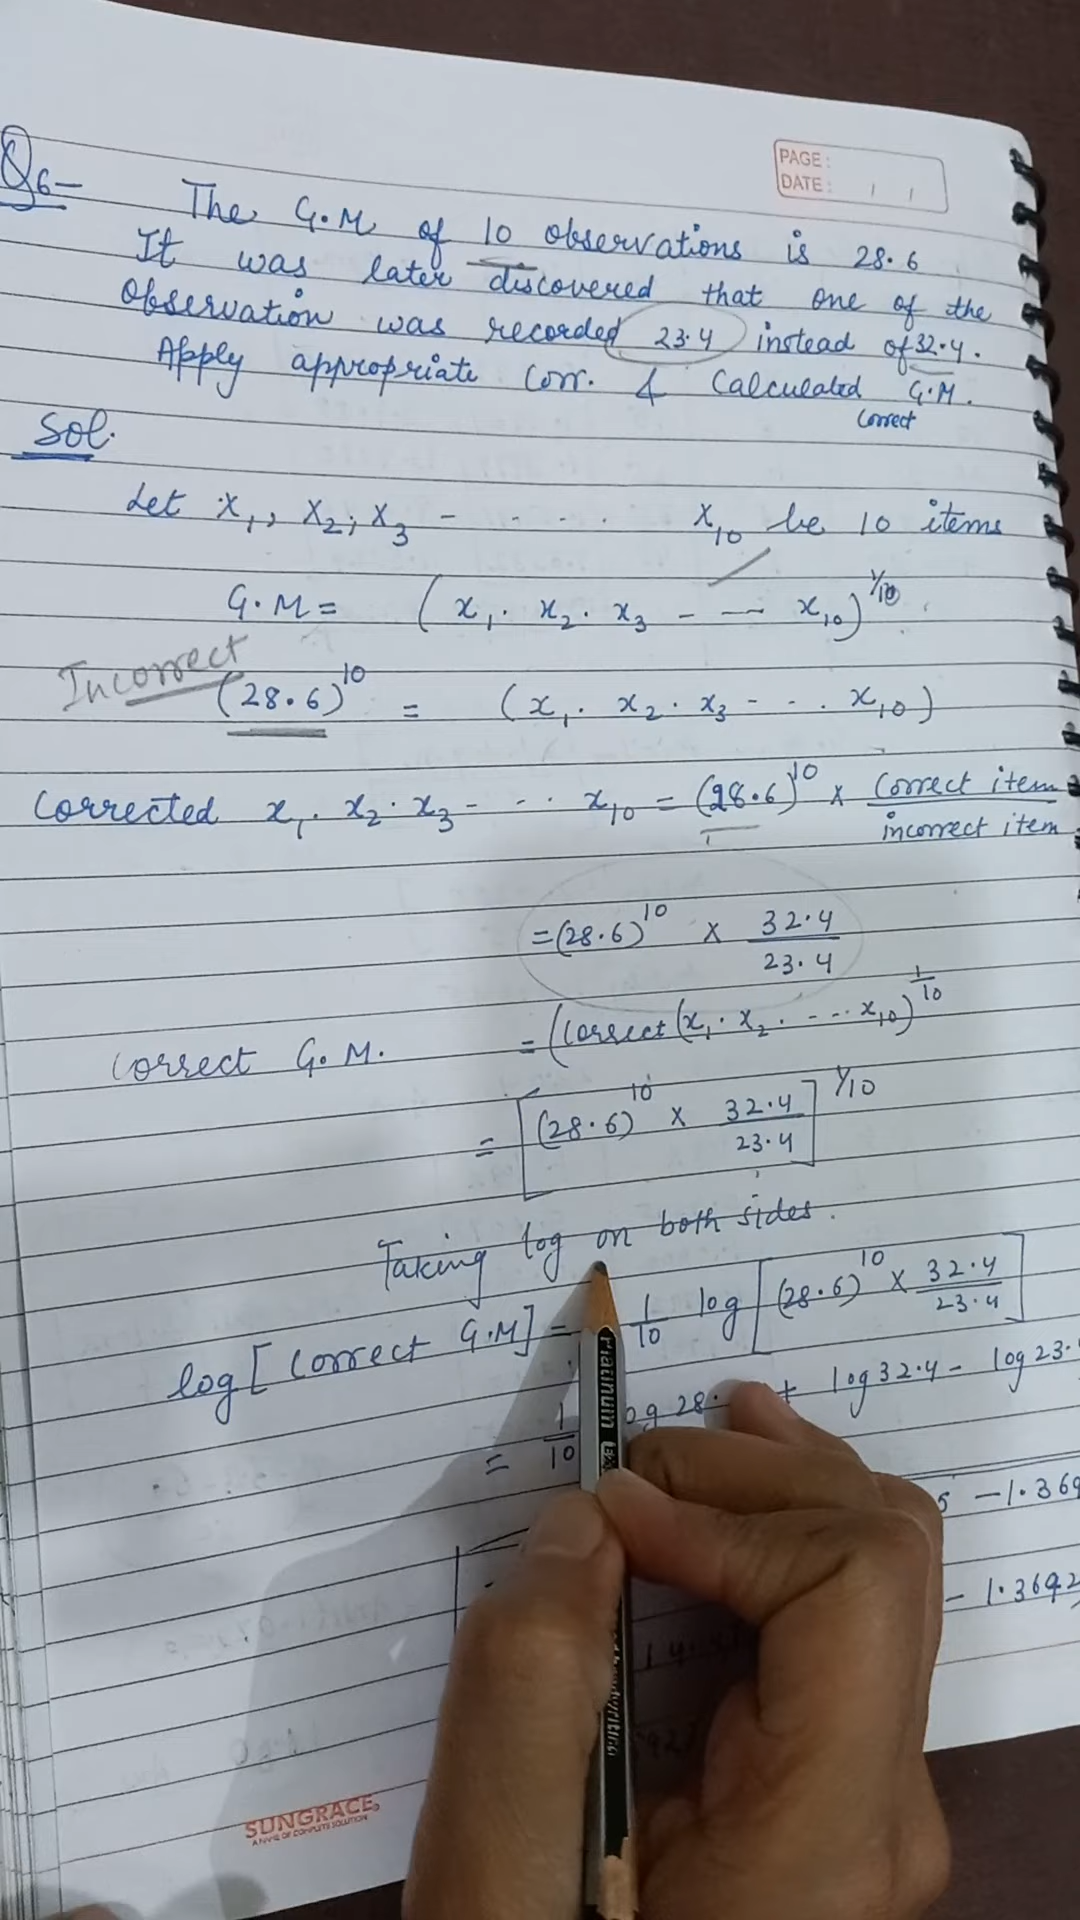 PAGE:
DATE: / /
Q6- The G.M of 10 observations is 28.6
It was later discovered that one of the
observation was recorded 23.4 instead of 32.4.
Apply appropriate corr. & calculated G.M.
correct
Sol.
Let x₁, x₂, x₃ - - - - - x₁₀ be 10 items
G.M = (x₁. x₂. x₃ - -- x₁₀)^1/10
Incorrect
(28.6)^10 = (x₁. x₂. x₃ - - . x₁₀)
Corrected x₁. x₂. x₃ - - .. x₁₀ = (28.6)^10 × Correct item / incorrect item
= (28.6)^10 × 32.4 / 23.4
Correct G.M. = (Correct (x₁. x₂. --- x₁₀)^1/10
= [(28.6)^10 × 32.4 / 23.4]^1/10
Taking log on both sides.
log [Correct G.M] = 1/10 log [(28.6)^10 × 32.4 / 23.4]
= 1/10 + log 32.4 - log 23.
- 1.369
- 1.3692
SUNGRACE